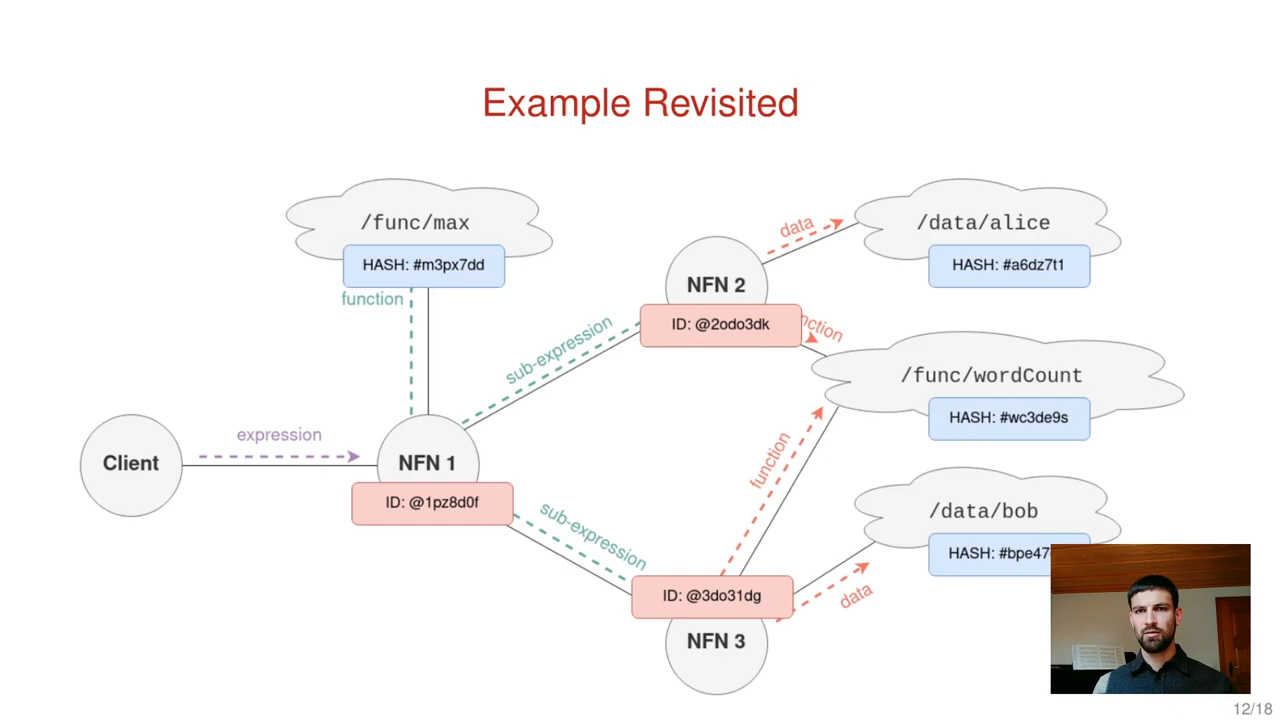 Example Revisited
/func/max
HASH: #m3px7dd
function
sub-expression
NFN 2
ID: @2odo3dk
data
/data/alice
HASH: #a6dz7t1
/func/wordCount
HASH: #wc3de9s
function
Client
expression
NFN 1
ID: @1pz8d0f
sub-expression
ID: @3do31dg
NFN 3
/data/bob
HASH: #bpe47
data
12/18